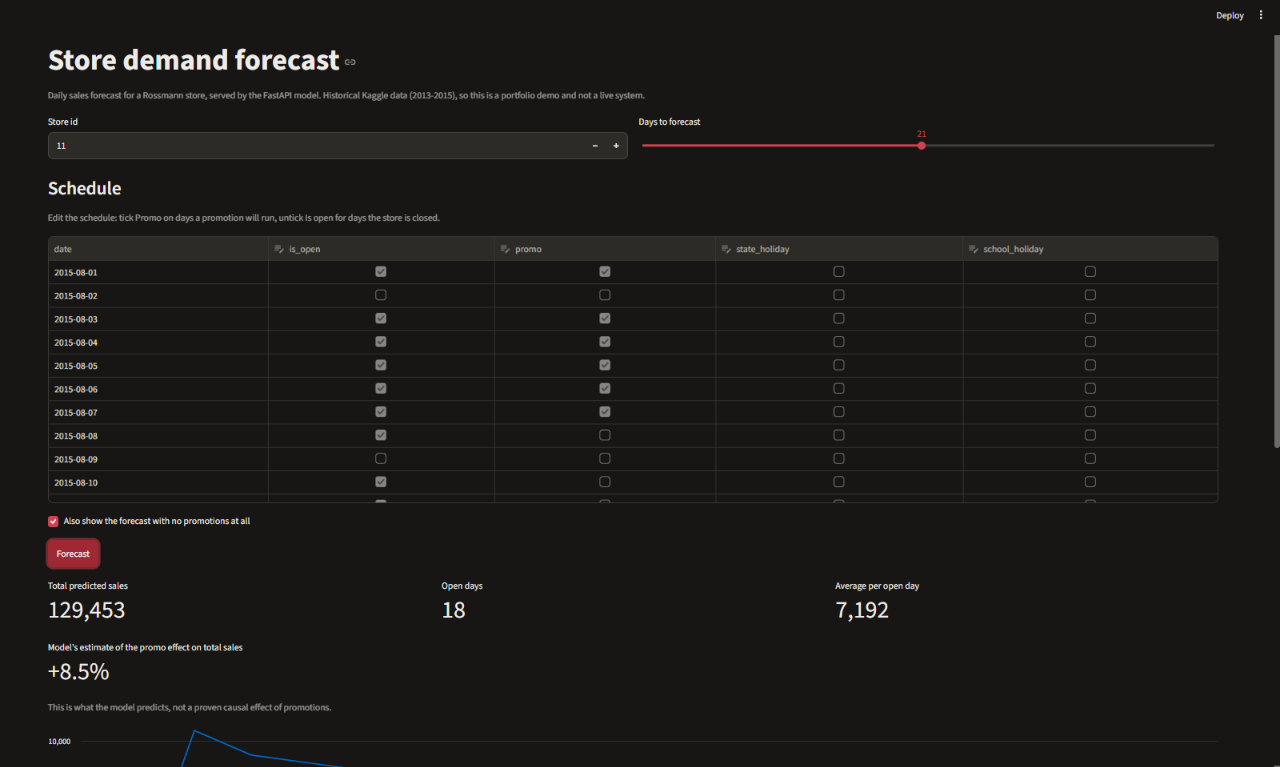 Deploy
Store demand forecast
Daily sales forecast for a Rossmann store, served by the FastAPI model. Historical Kaggle data (2013-2015), so this is a portfolio demo and not a live system.
Store id Days to forecast
21
11 − +
Schedule
Edit the schedule: tick Promo on days a promotion will run, untick Is open for days the store is closed.
date is_open promo state_holiday school_holiday
2015-08-01
2015-08-02
2015-08-03
2015-08-04
2015-08-05
2015-08-06
2015-08-07
2015-08-08
2015-08-09
2015-08-10
Also show the forecast with no promotions at all
Forecast
Total predicted sales Open days Average per open day
129,453 18 7,192
Model's estimate of the promo effect on total sales
+8.5%
This is what the model predicts, not a proven causal effect of promotions.
10,000